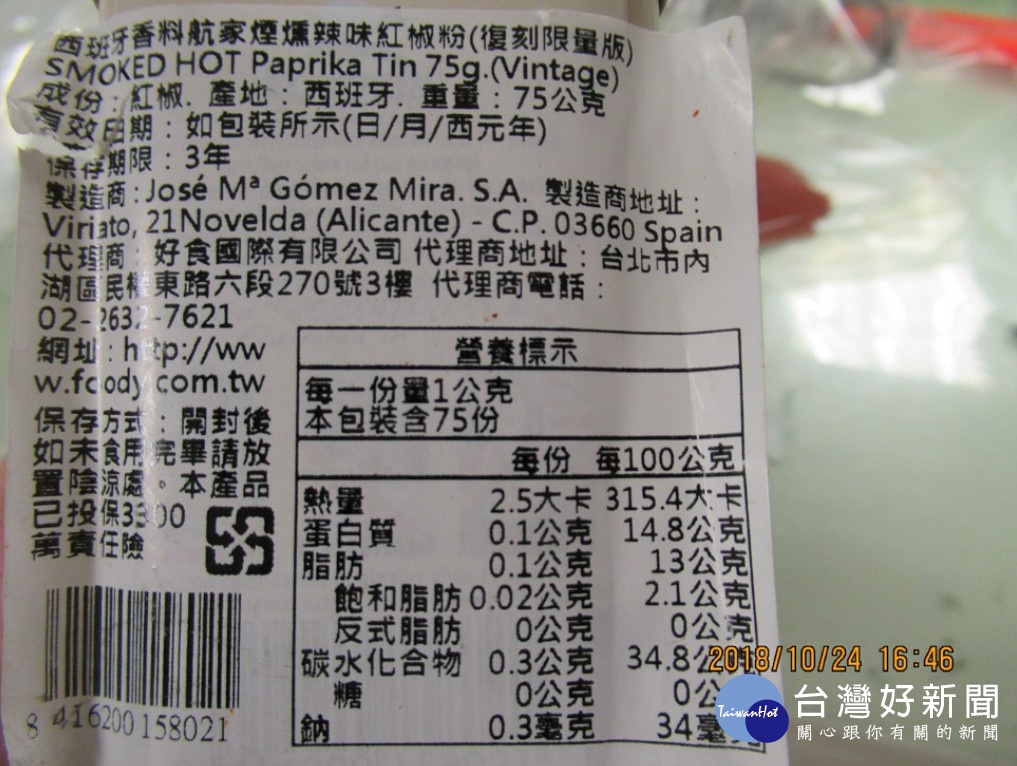 西班牙香料航家煙燻辣味紅椒粉(復刻限量版)
SMOKED HOT Paprika Tin 75g.(Vintage)
成份：紅椒. 產地：西班牙. 重量：75公克
有效日期：如包裝所示(日/月/西元年)
保存期限：3年
製造商:José Mª Gómez Mira. S.A. 製造商地址：
Viriato, 21Novelda (Alicante) - C.P. 03660 Spain
代理商：好食國際有限公司 代理商地址：台北市內
湖區民權東路六段270號3樓 代理商電話：
02-2632-7621
網址:http://ww
w.foody.com.tw
保存方式：開封後
如未食用完畢請放
置陰涼處。本產品
已投保3300
萬責任險
8 416200 158021
營養標示
每一份量1公克
本包裝含75份
每份 每100公克
熱量 2.5大卡 315.4大卡
蛋白質 0.1公克 14.8公克
脂肪 0.1公克 13公克
飽和脂肪 0.02公克 2.1公克
反式脂肪 0公克 0公克
碳水化合物 0.3公克 34.8公
糖 0公克 0公
鈉 0.3毫克 34毫克
2018/10/24 16:46
TaiwanHot
台灣好新聞
關心跟你有關的新聞